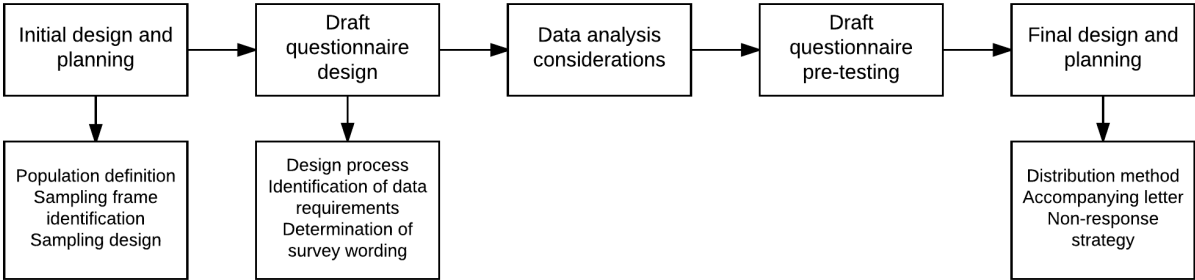 Initial design and
planning
Draft
questionnaire
design
Data analysis
considerations
Draft
questionnaire
pre-testing
Final design and
planning
Population definition
Sampling frame
identification
Sampling design
Design process
Identification of data
requirements
Determination of
survey wording
Distribution method
Accompanying letter
Non-response
strategy